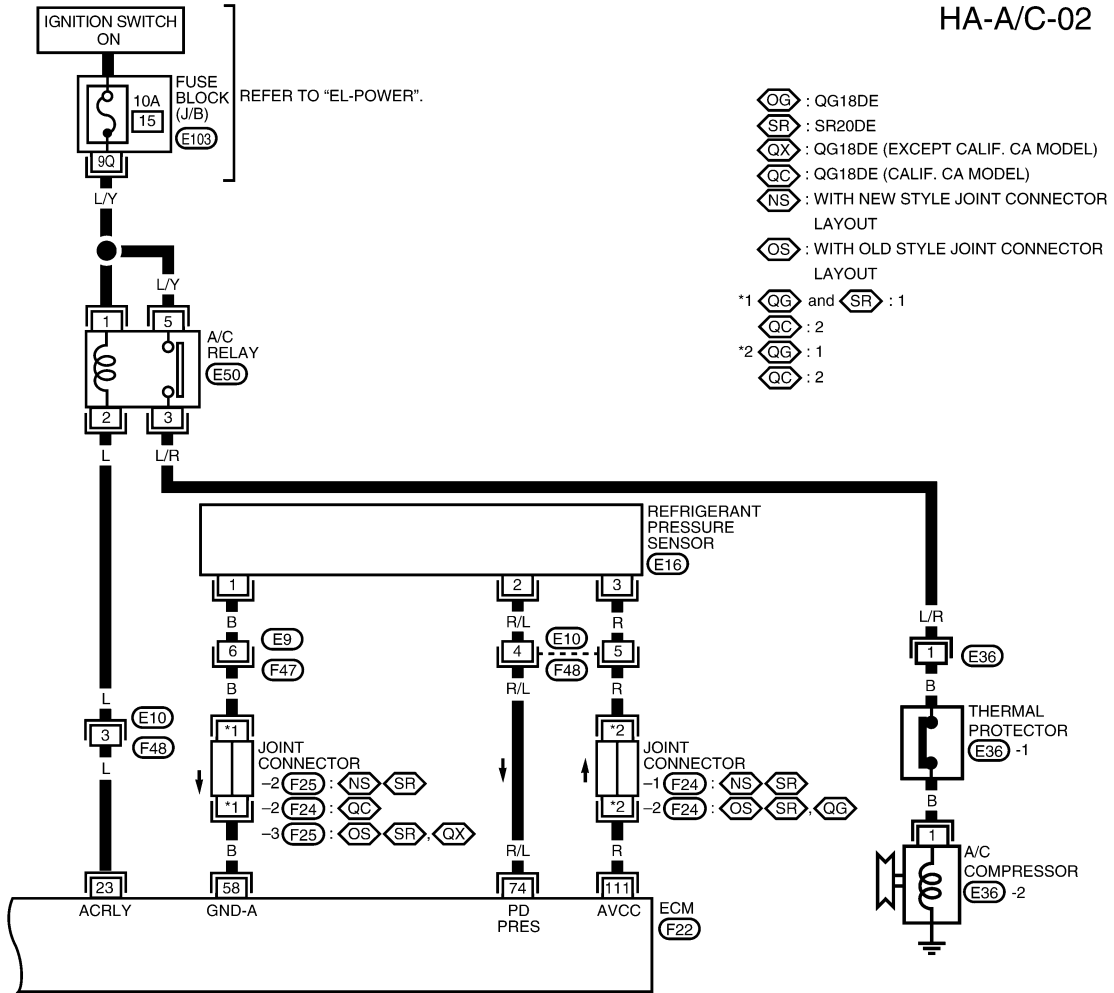 HA-A/C-02
IGNITION SWITCH
ON
10A
15
FUSE
BLOCK
(J/B)
E103
REFER TO “EL-POWER”.
9Q
L/Y
L/Y
OG : QG18DE
SR : SR20DE
QX : QG18DE (EXCEPT CALIF. CA MODEL)
QC : QG18DE (CALIF. CA MODEL)
NS : WITH NEW STYLE JOINT CONNECTOR
LAYOUT
OS : WITH OLD STYLE JOINT CONNECTOR
LAYOUT
*1 QG and SR : 1
QC : 2
*2 QG : 1
QC : 2
1 5
A/C
RELAY
E50
2 3
L L/R
REFRIGERANT
PRESSURE
SENSOR
E16
1 2 3
B R/L R
6 E9
F47
4 E10 5
F48
B R/L R
L/R
1 E36
B
THERMAL
PROTECTOR
E36 -1
B
1
A/C
COMPRESSOR
E36 -2
L
3 E10
F48
L
*1
JOINT
CONNECTOR
–2 F25 : NS SR
*1 –2 F24 : QC
–3 F25 : OS SR , QX
B
*2
JOINT
CONNECTOR
–1 F24 : NS SR
*2 –2 F24 : OS SR , QG
R/L R
23 58 74 111
ACRLY GND-A PD
PRES
AVCC
ECM
F22